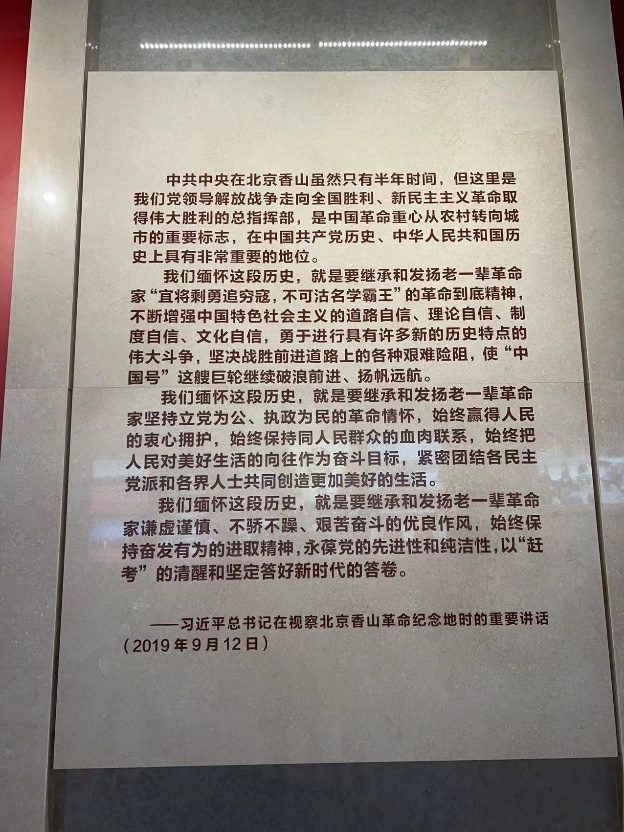 中共中央在北京香山虽然只有半年时间，但这里是
我们党领导解放战争走向全国胜利、新民主主义革命取
得伟大胜利的总指挥部，是中国革命重心从农村转向城
市的重要标志，在中国共产党历史、中华人民共和国历
史上具有非常重要的地位。
我们缅怀这段历史，就是要继承和发扬老一辈革命
家“宜将剩勇追穷寇，不可沽名学霸王”的革命到底精神，
不断增强中国特色社会主义的道路自信、理论自信、制
度自信、文化自信，勇于进行具有许多新的历史特点的
伟大斗争，坚决战胜前进道路上的各种艰难险阻，使“中
国号”这艘巨轮继续破浪前进、扬帆远航。
我们缅怀这段历史，就是要继承和发扬老一辈革命
家坚持立党为公、执政为民的革命情怀，始终赢得人民
的衷心拥护，始终保持同人民群众的血肉联系，始终把
人民对美好生活的向往作为奋斗目标，紧密团结各民主
党派和各界人士共同创造更加美好的生活。
我们缅怀这段历史，就是要继承和发扬老一辈革命
家谦虚谨慎、不骄不躁、艰苦奋斗的优良作风，始终保
持奋发有为的进取精神，永葆党的先进性和纯洁性，以“赶
考”的清醒和坚定答好新时代的答卷。
——习近平总书记在视察北京香山革命纪念地时的重要讲话
（2019年9月12日）